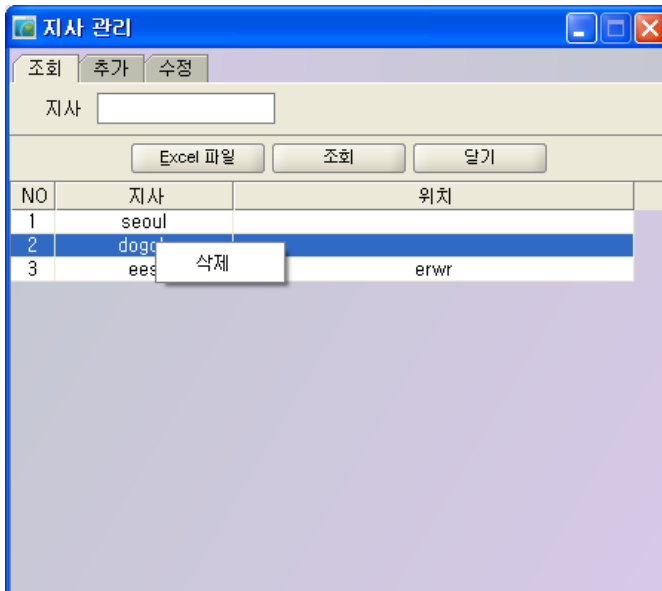 지사 관리
조회 추가 수정
지사
Excel 파일 조회 닫기
NO 지사 위치
1 seoul
2
삭제
3 erwr